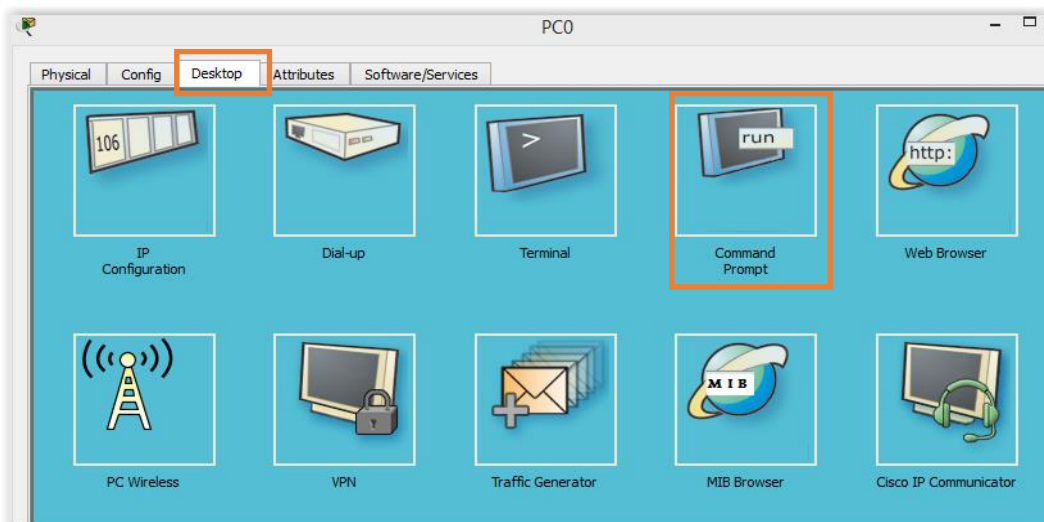 PC0
Physical Config Desktop Attributes Software/Services
106
>
run
http:
IP
Configuration
Dial-up
Terminal
Command
Prompt
Web Browser
MIB
PC Wireless
VPN
Traffic Generator
MIB Browser
Cisco IP Communicator